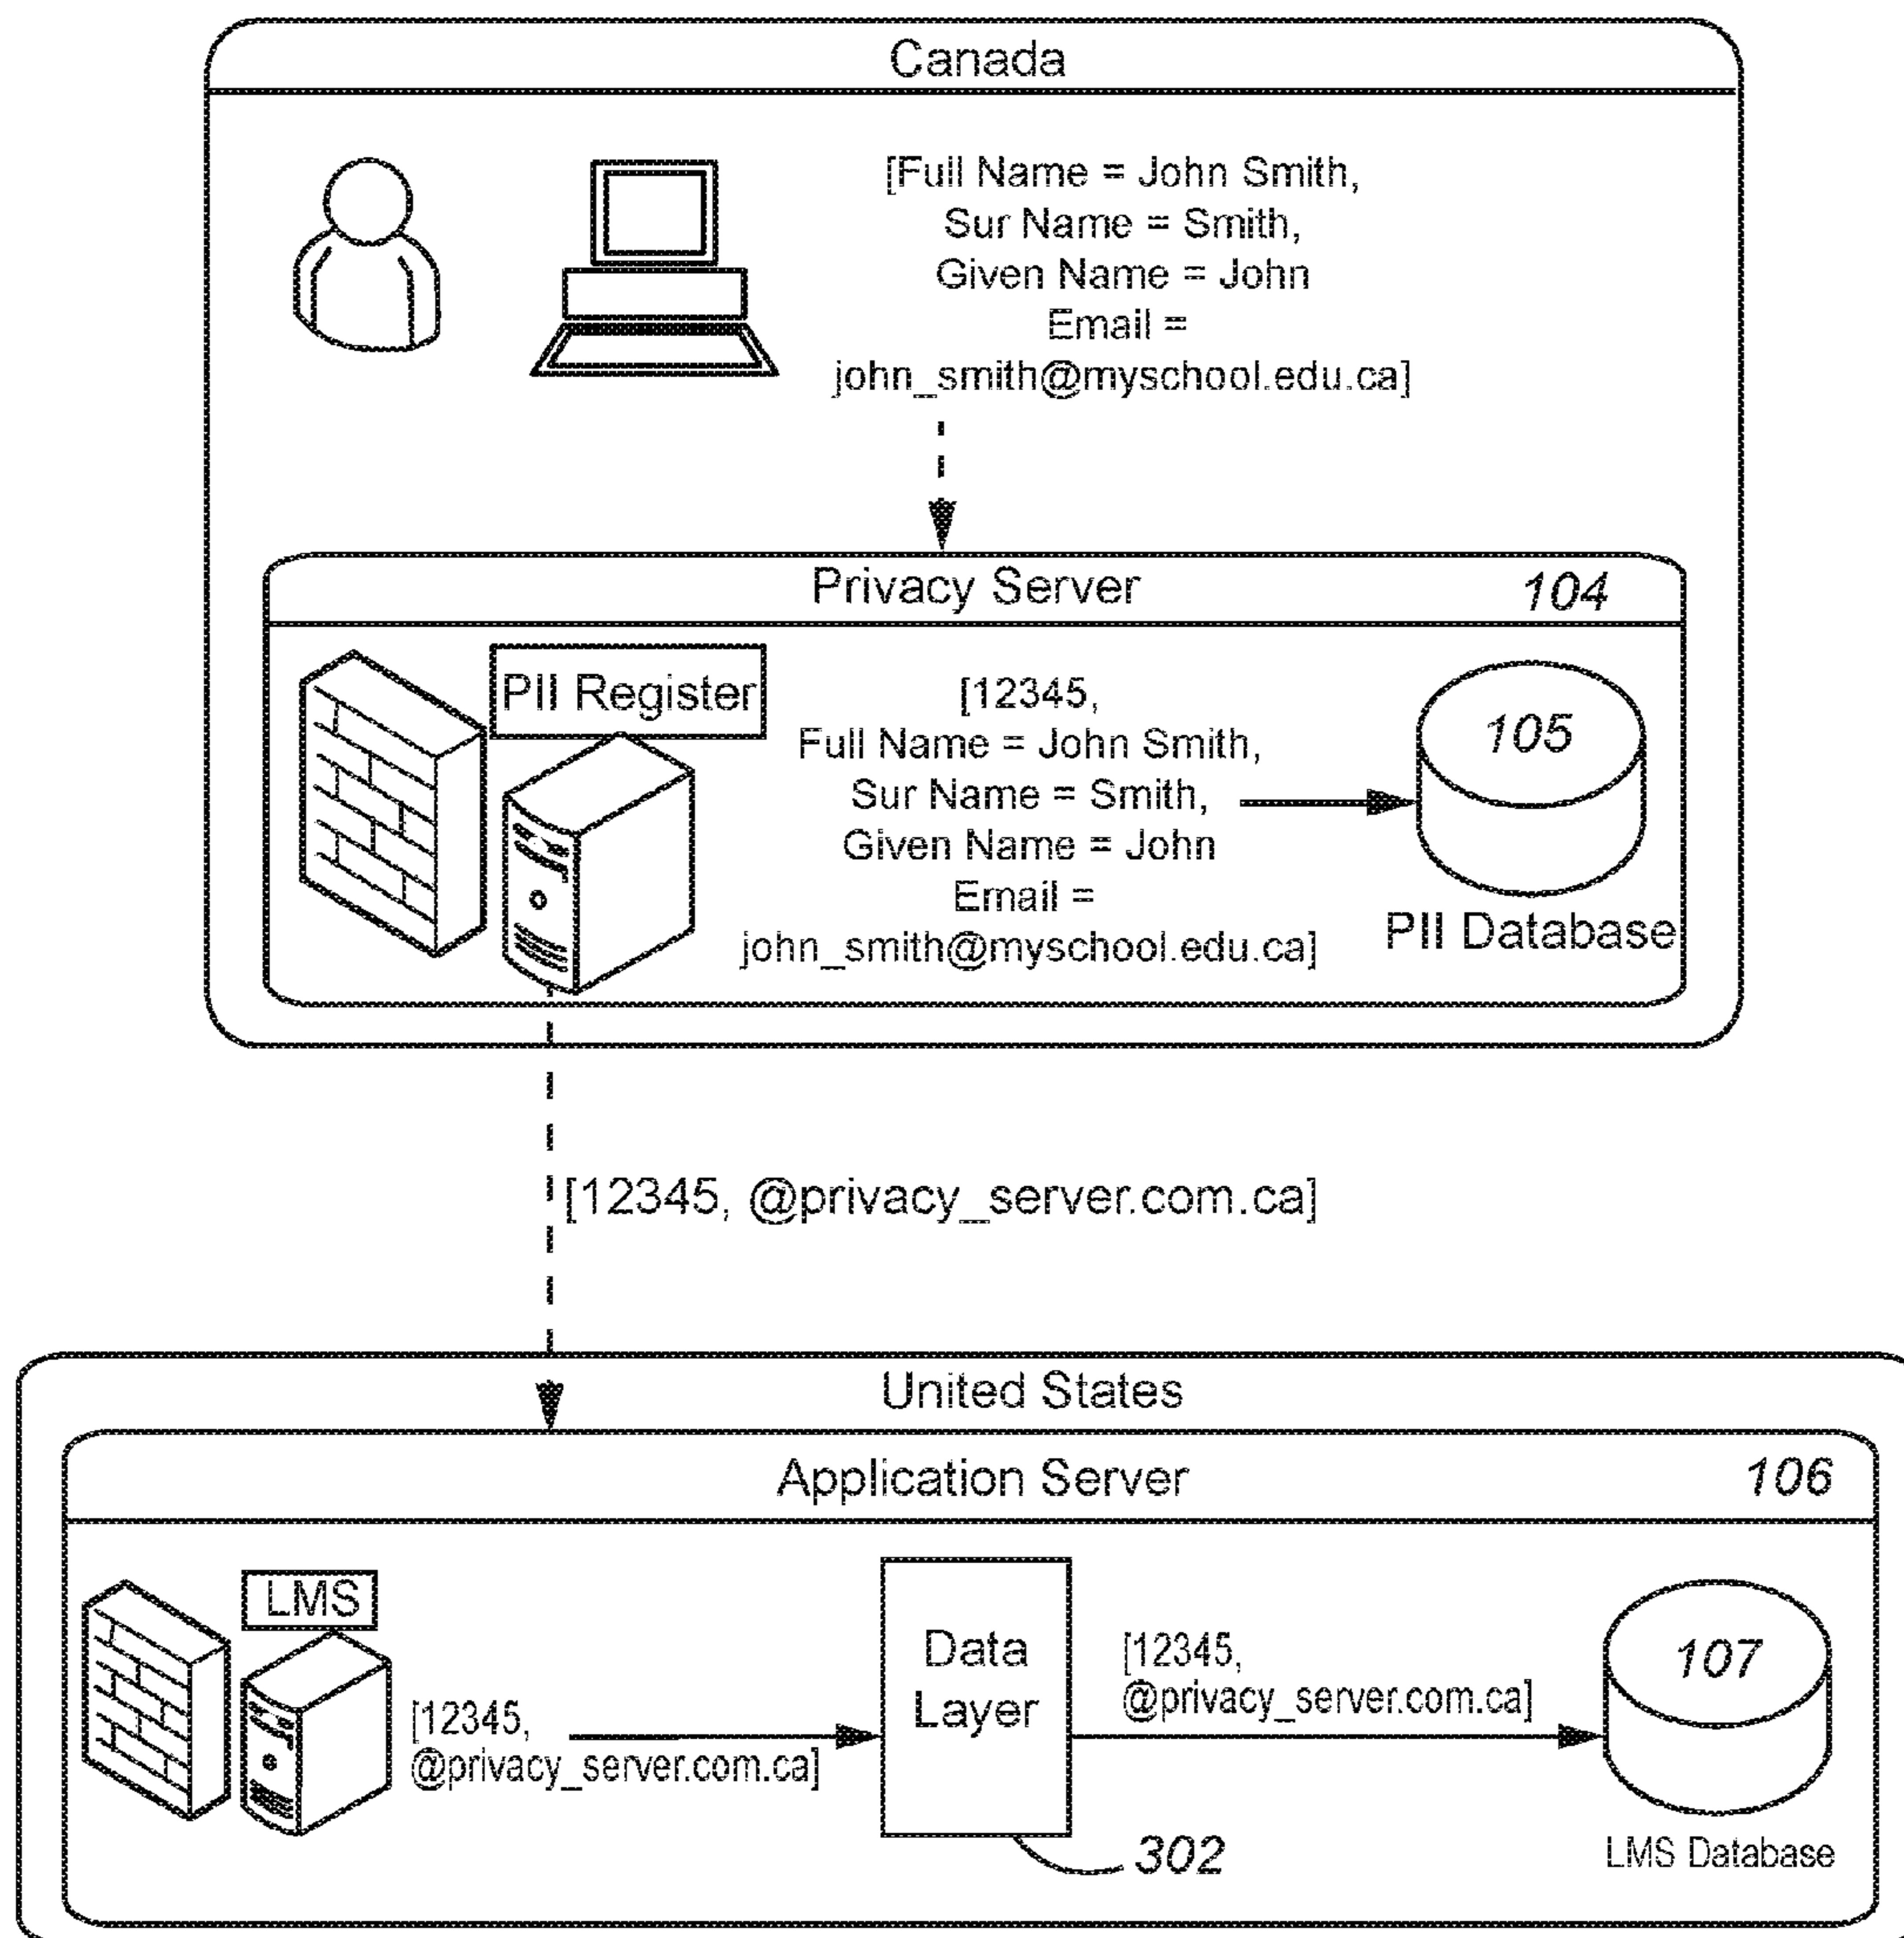 Canada
[Full Name = John Smith,
Sur Name = Smith,
Given Name = John
Email =
john_smith@myschool.edu.ca]
Privacy Server
104
PII Register
[12345,
Full Name = John Smith,
Sur Name = Smith,
Given Name = John
Email =
john_smith@myschool.edu.ca]
105
PII Database
[12345, @privacy_server.com.ca]
United States
Application Server
106
LMS
[12345,
@privacy_server.com.ca]
Data
Layer
302
[12345,
@privacy_server.com.ca]
107
LMS Database